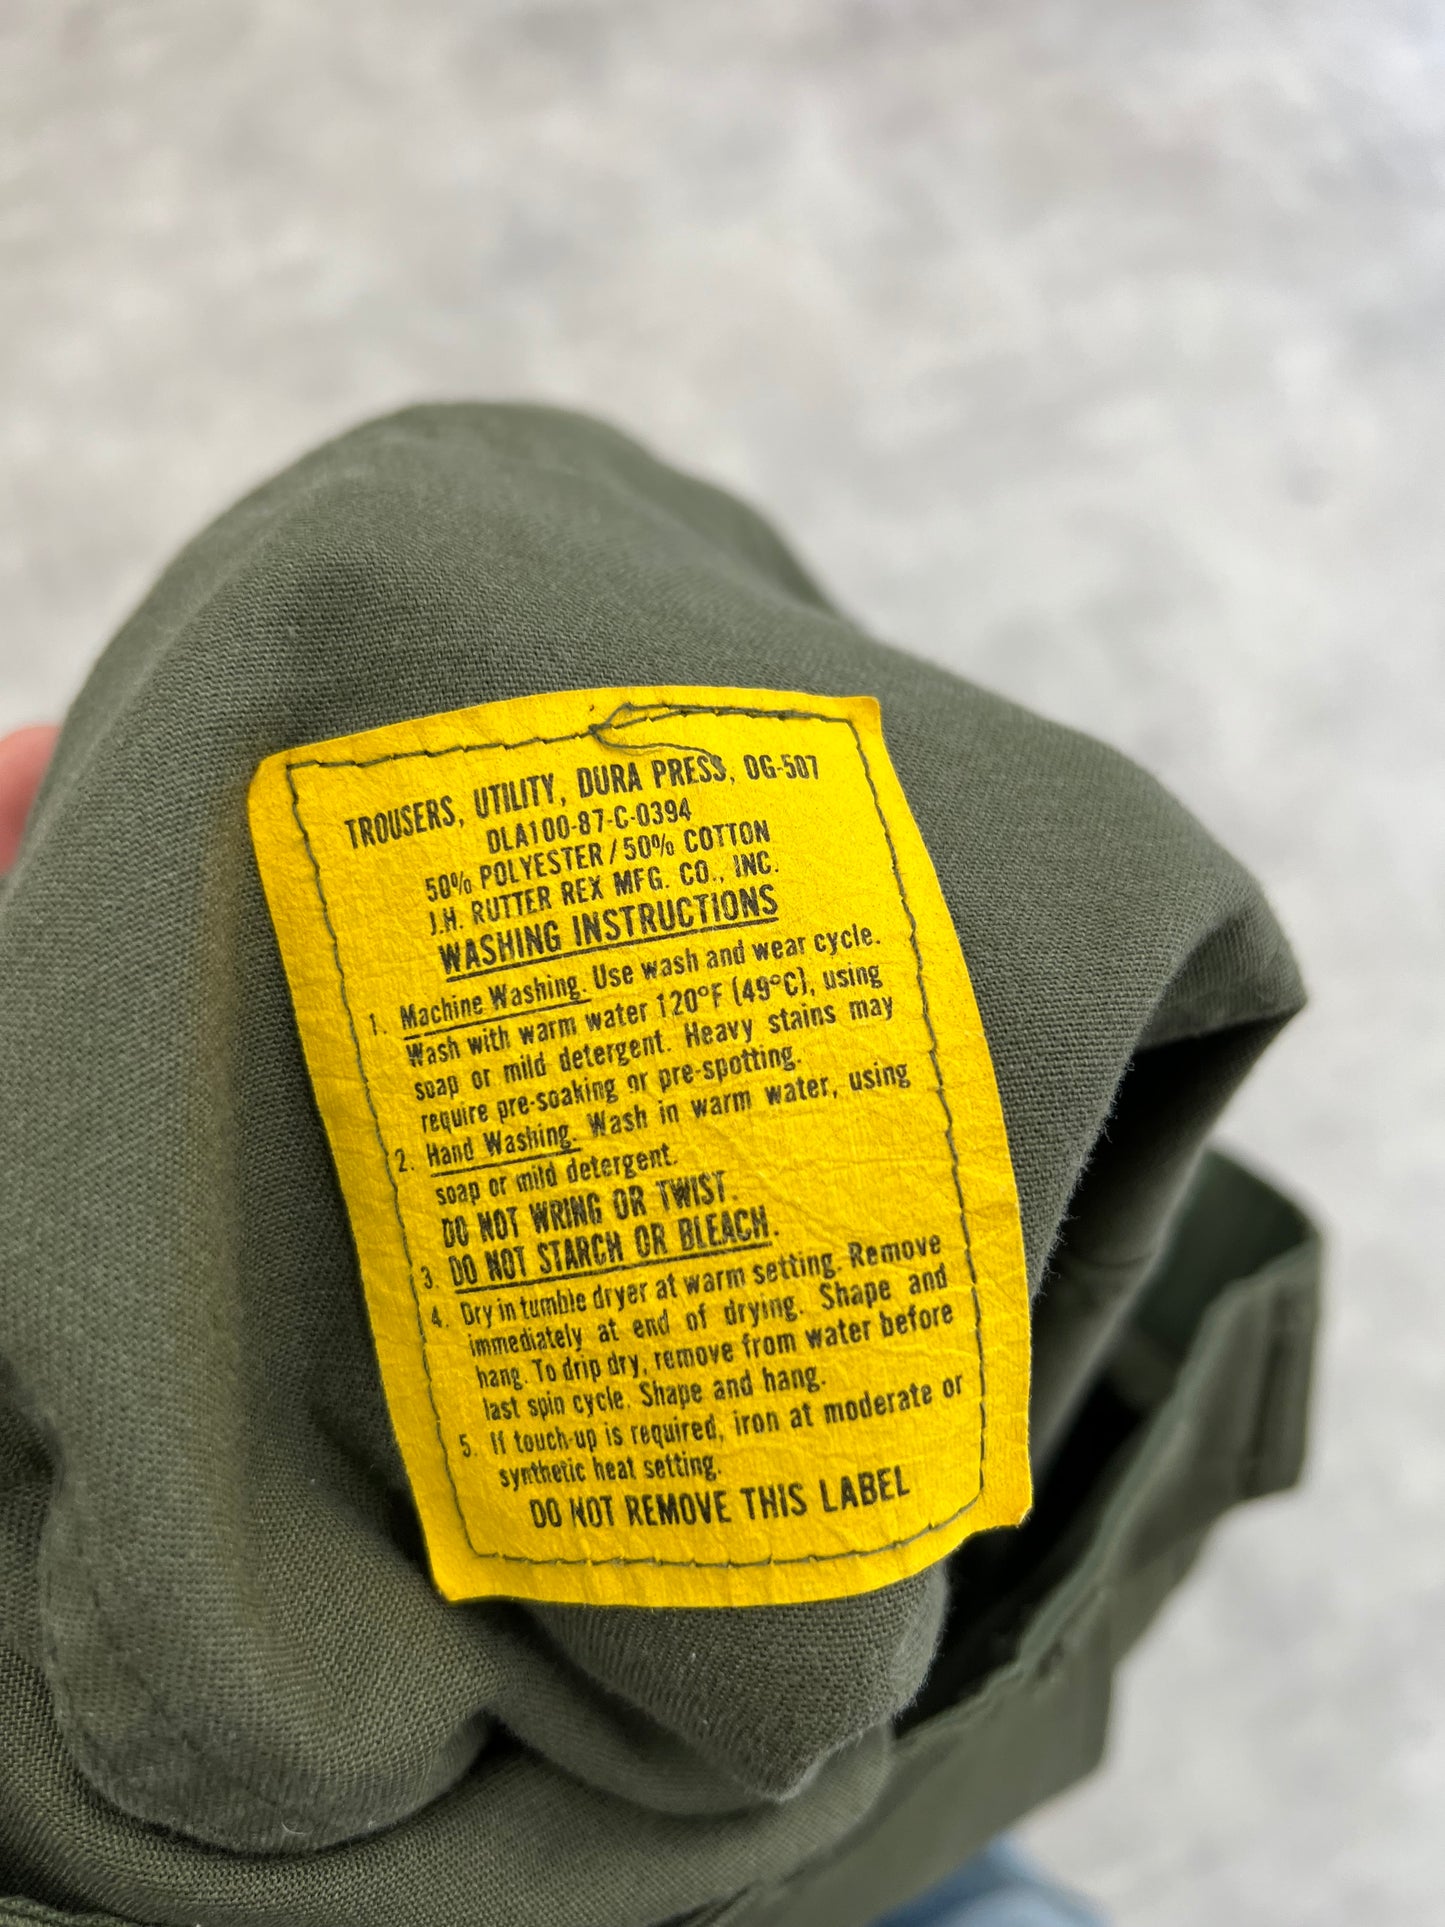 TROUSERS, UTILITY, DURA PRESS, OG-507
DLA100-87-C-0394
50% POLYESTER/50% COTTON
J.H. RUTTER REX MFG. CO., INC.
WASHING INSTRUCTIONS
1. Machine Washing. Use wash and wear cycle.
Wash with warm water 120°F (49°C), using
soap or mild detergent. Heavy stains may
require pre-soaking or pre-spotting.
2. Hand Washing. Wash in warm water, using
soap or mild detergent.
DO NOT WRING OR TWIST.
3. DO NOT STARCH OR BLEACH.
4. Dry in tumble dryer at warm setting. Remove
immediately at end of drying. Shape and
hang. To drip dry, remove from water before
last spin cycle. Shape and hang.
5. If touch-up is required, iron at moderate or
synthetic heat setting.
DO NOT REMOVE THIS LABEL